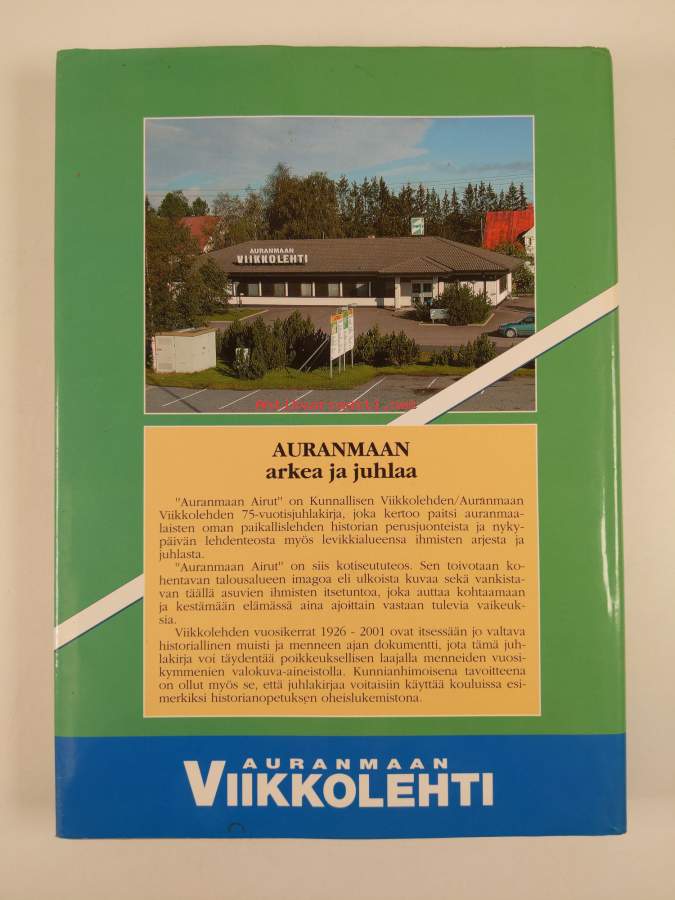 AURANMAAN
VIIKKOLEHTI
Antikvariaatti.net
AURANMAAN
arkea ja juhlaa
"Auranmaan Airut" on Kunnallisen Viikkolehden/Auranmaan
Viikkolehden 75-vuotisjuhlakirja, joka kertoo paitsi auranmaa-
laisten oman paikallislehden historian perusjuonteista ja nyky-
päivän lehdenteosta myös levikkialueensa ihmisten arjesta ja
juhlasta.
"Auranmaan Airut" on siis kotiseututeos. Sen toivotaan ko-
hentavan talousalueen imagoa eli ulkoista kuvaa sekä vankista-
van täällä asuvien ihmisten itsetuntoa, joka auttaa kohtaamaan
ja kestämään elämässä aina ajoittain vastaan tulevia vaikeuk-
sia.
Viikkolehden vuosikerrat 1926 - 2001 ovat itsessään jo valtava
historiallinen muisti ja menneen ajan dokumentti, jota tämä juh-
lakirja voi täydentää poikkeuksellisen laajalla menneiden vuosi-
kymmenien valokuva-aineistolla. Kunnianhimoisena tavoitteena
on ollut myös se, että juhlakirjaa voitaisiin käyttää kouluissa esi-
merkiksi historianopetuksen oheislukemistona.
AURANMAAN
VIIKKOLEHTI